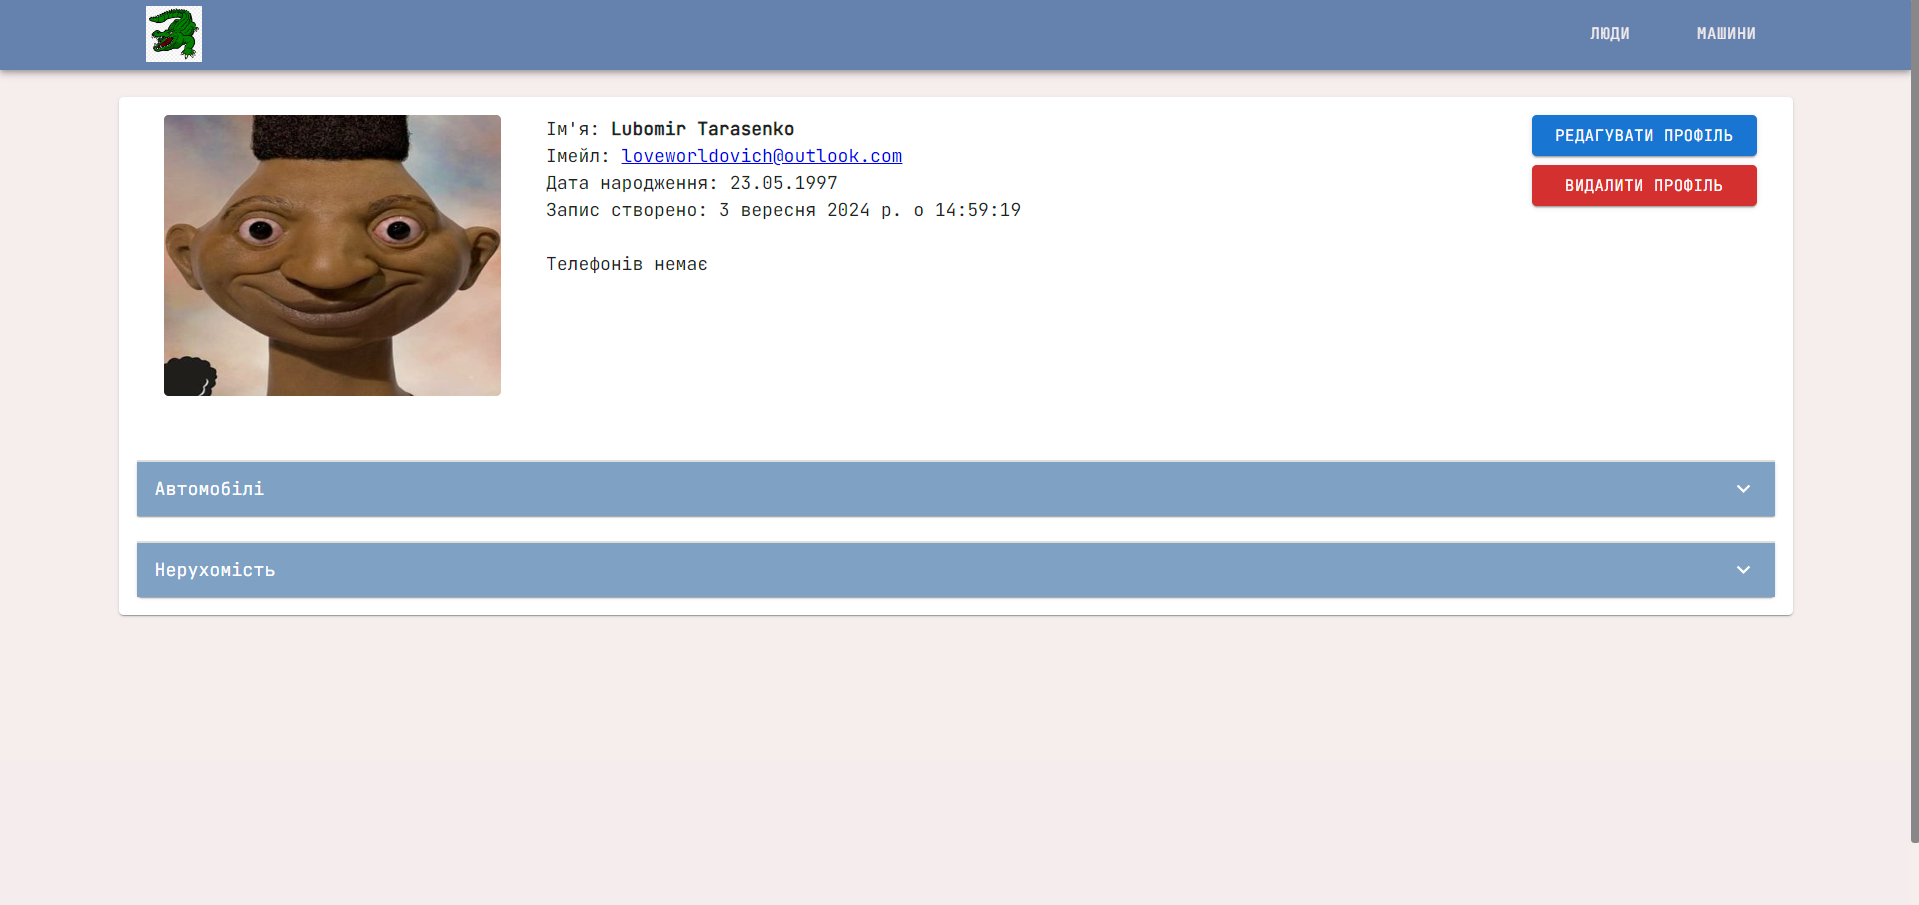 ЛЮДИ
МАШИНИ
Ім'я: Lubomir Tarasenko
Імейл: loveworldovich@outlook.com
Дата народження: 23.05.1997
Запис створено: 3 вересня 2024 р. о 14:59:19
Телефонів немає
РЕДАГУВАТИ ПРОФІЛЬ
ВИДАЛИТИ ПРОФІЛЬ
Автомобілі
Нерухомість